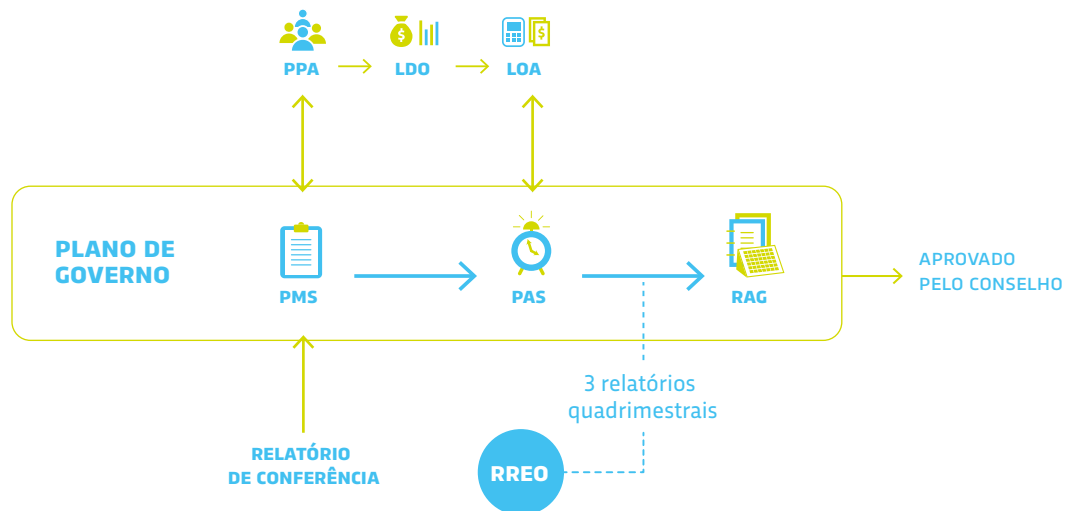 PPA
LDO
LOA
PLANO DE
GOVERNO
PMS
PAS
RAG
APROVADO
PELO CONSELHO
3 relatórios
quadrimestrais
RELATÓRIO
DE CONFERÊNCIA
RREO